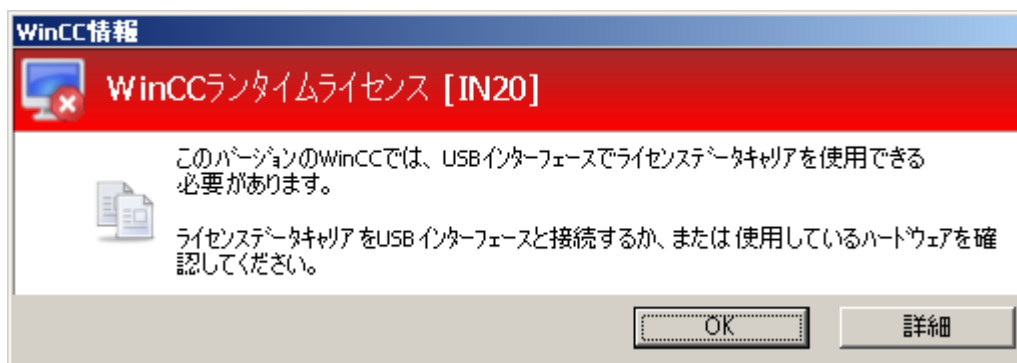 WinCC情報
WinCCランタイムライセンス [IN20]
このバージョンのWinCCでは、USBインターフェースでライセンスデータキャリアを使用できる
必要があります。
ライセンスデータキャリアをUSBインターフェースと接続するか、または使用しているハードウェアを確
認してください。
OK
詳細